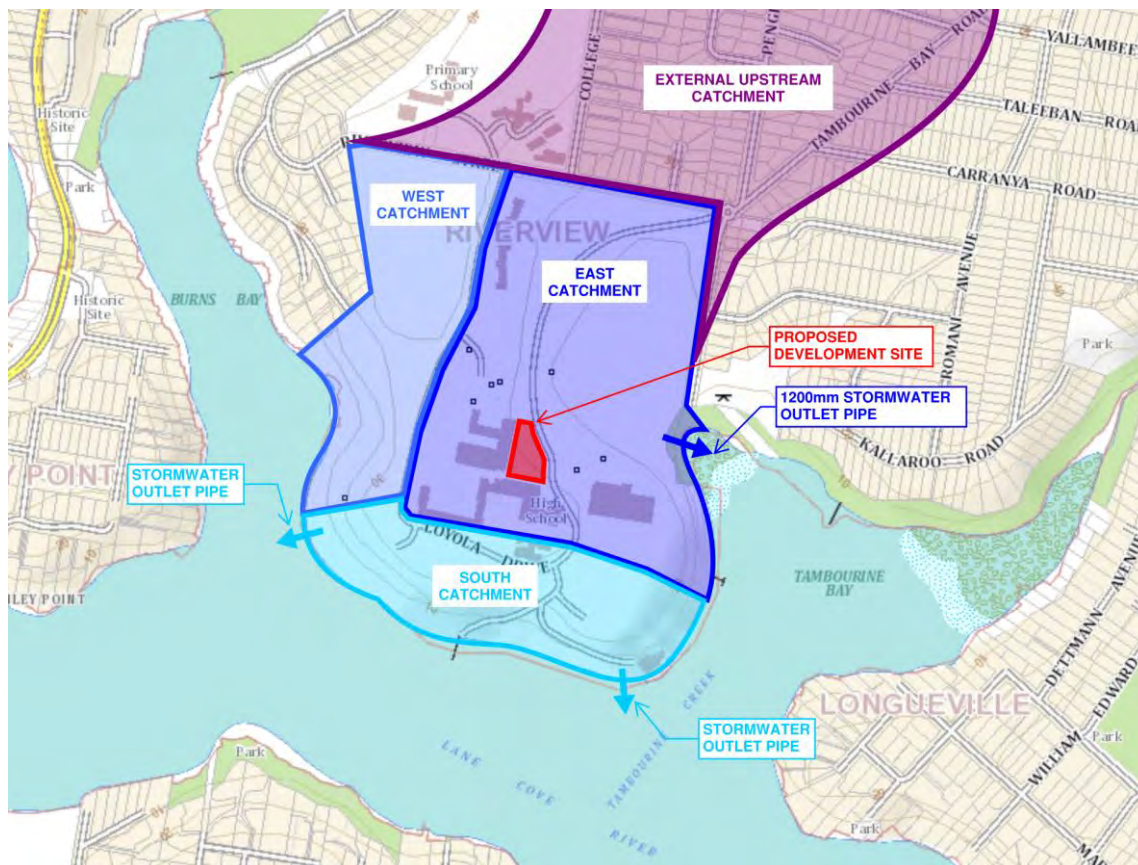 YALLAMBEE
Primary
School
COLLEGE
TAMBOURINE BAY ROAD
EXTERNAL UPSTREAM
CATCHMENT
TALEEBAN ROAD
Historic
Site
Park
CARRANYA ROAD
WEST
CATCHMENT
RIVERVIEW
EAST
CATCHMENT
BURNS BAY
Historic
Site
ROMANI AVENUE
PROPOSED
DEVELOPMENT SITE
Park
1200mm STORMWATER
OUTLET PIPE
KALLAROO ROAD
POINT
STORMWATER
OUTLET PIPE
30
10
High
School
LOYOLA DRIVE
SOUTH
CATCHMENT
TAMBOURINE
BAY
DETTMANN AVENUE
LEY POINT
LONGUEVILLE
WILLIAM EDWARD
Park
STORMWATER
OUTLET PIPE
Park
LANE COVE
RIVER
TAMBOURINE CREEK
Park